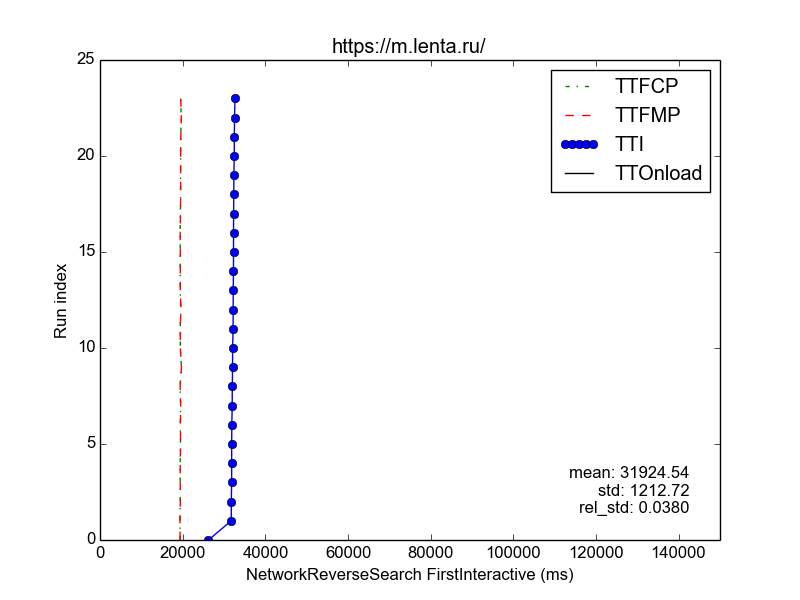 https://m.lenta.ru/
25
20
15
10
5
0
Run index
TTFCP
TTFMP
TTI
TTOnload
mean: 31924.54
std: 1212.72
rel_std: 0.0380
0 20000 40000 60000 80000 100000 120000 140000
NetworkReverseSearch FirstInteractive (ms)